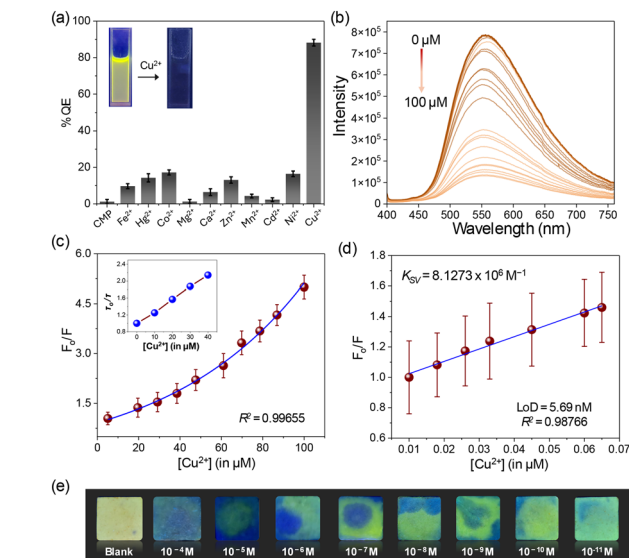 (a)
100
80
60
40
20
0
% QE
Cu²⁺
CMP
Fe²⁺
Hg²⁺
Co²⁺
Mg²⁺
Ca²⁺
Zn²⁺
Mn²⁺
Cd²⁺
Ni²⁺
Cu²⁺
(b)
8×10⁵
7×10⁵
6×10⁵
5×10⁵
4×10⁵
3×10⁵
2×10⁵
1×10⁵
0
Intensity
0 µM
100 µM
400 450 500 550 600 650 700 750
Wavelength (nm)
(c)
6.0
4.5
3.0
1.5
F₀/F
2.4
2.0
1.6
1.2
0.8
τ₀/τ
0 10 20 30 40
[Cu²⁺] (in µM)
R² = 0.99655
0 20 40 60 80 100
[Cu²⁺] (in µM)
(d)
1.8
1.6
1.4
1.2
1.0
0.8
0.6
F₀/F
K_SV = 8.1273 x 10⁶ M⁻¹
LoD = 5.69 nM
R² = 0.98766
0.01 0.02 0.03 0.04 0.05 0.06 0.07
[Cu²⁺] (in µM)
(e)
Blank 10⁻⁴ M 10⁻⁵ M 10⁻⁶ M 10⁻⁷ M 10⁻⁸ M 10⁻⁹ M 10⁻¹⁰ M 10⁻¹¹ M